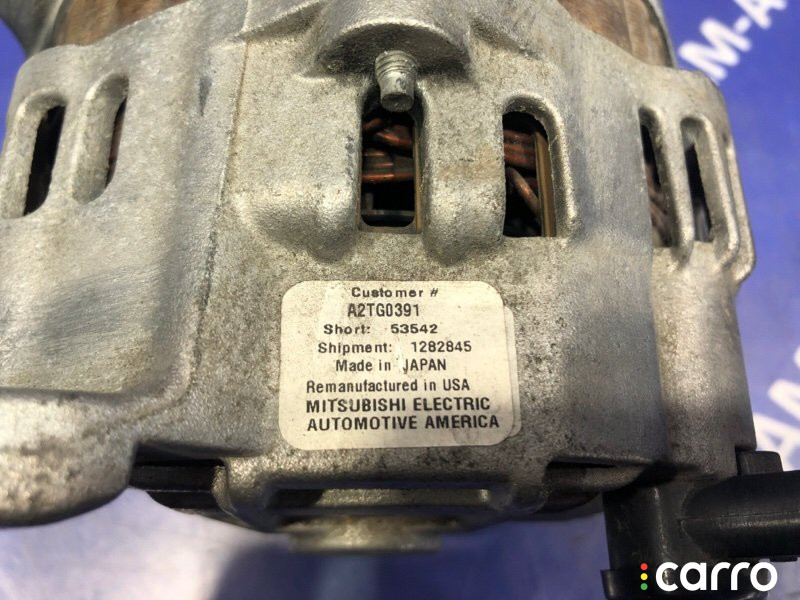 Customer #
A2TG0391
Short: 53542
Shipment: 1282845
Made in JAPAN
Remanufactured in USA
MITSUBISHI ELECTRIC
AUTOMOTIVE AMERICA
carro